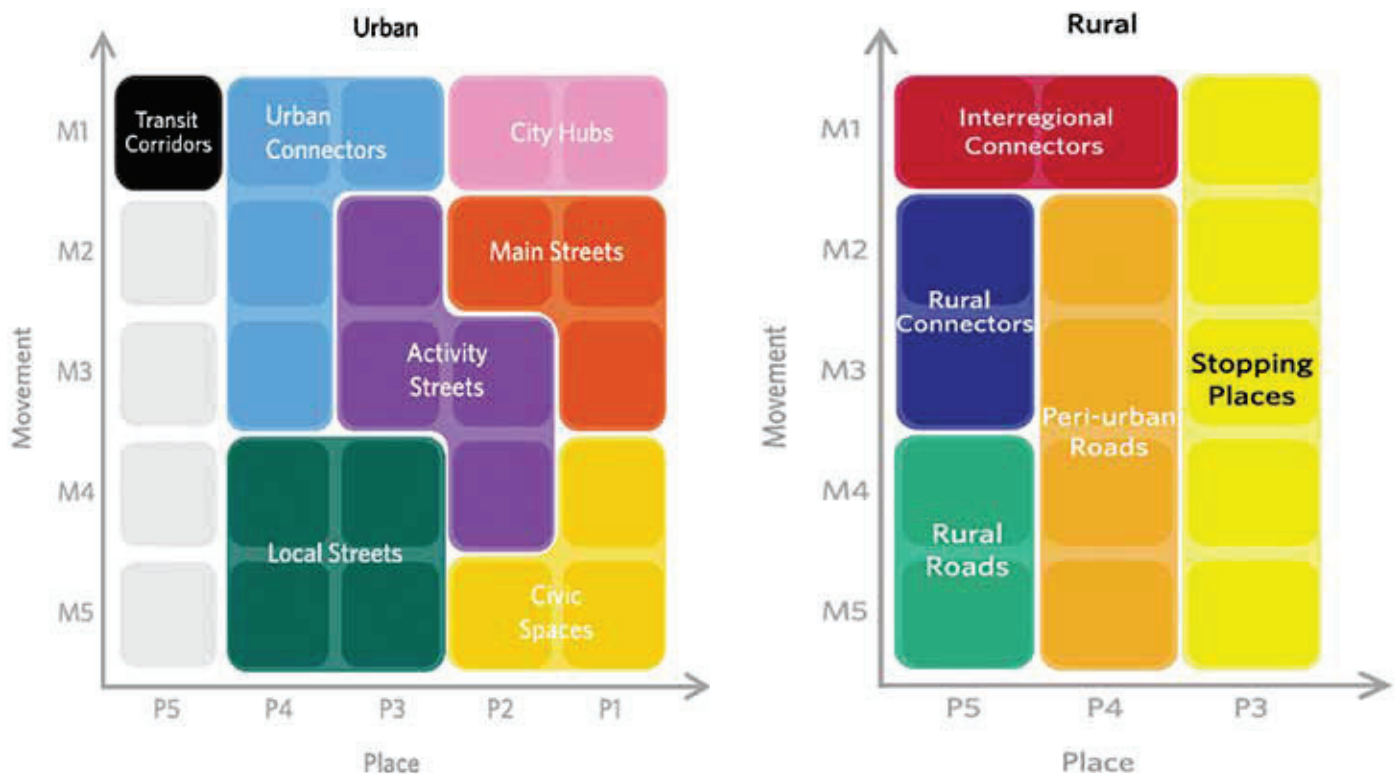 Urban
M1
M2
M3
M4
M5
Movement
Transit
Corridors
Urban
Connectors
City Hubs
Main Streets
Activity
Streets
Local Streets
Civic
Spaces
P5
P4
P3
P2
P1
Place
Rural
M1
M2
M3
M4
M5
Movement
Interregional
Connectors
Rural
Connectors
Peri-urban
Roads
Stopping
Places
Rural
Roads
P5
P4
P3
Place